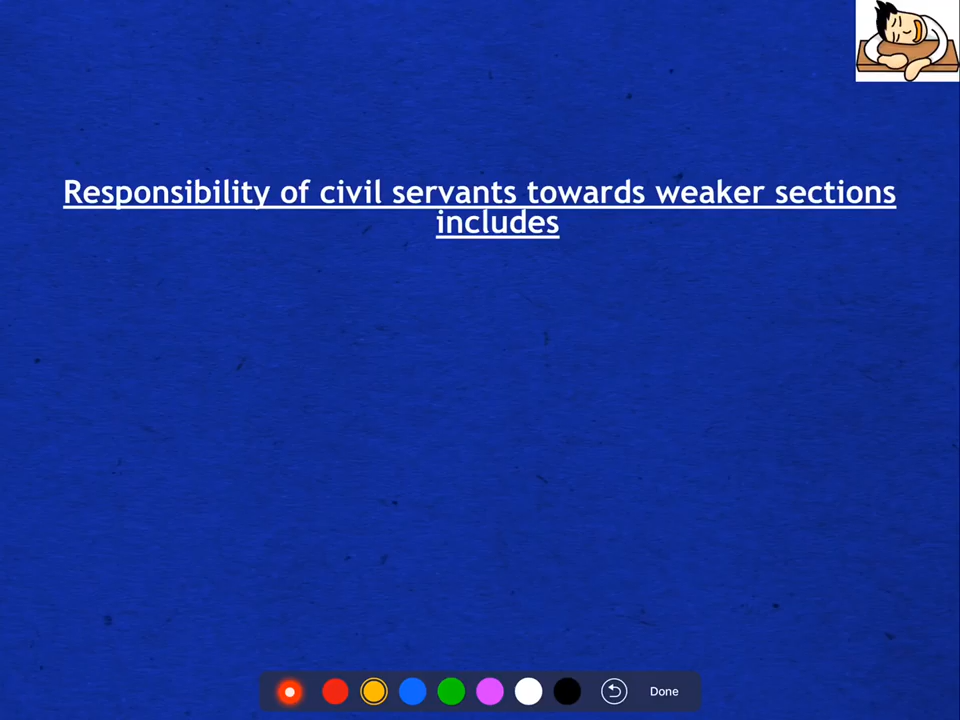 Responsibility of civil servants towards weaker sections
includes
Done